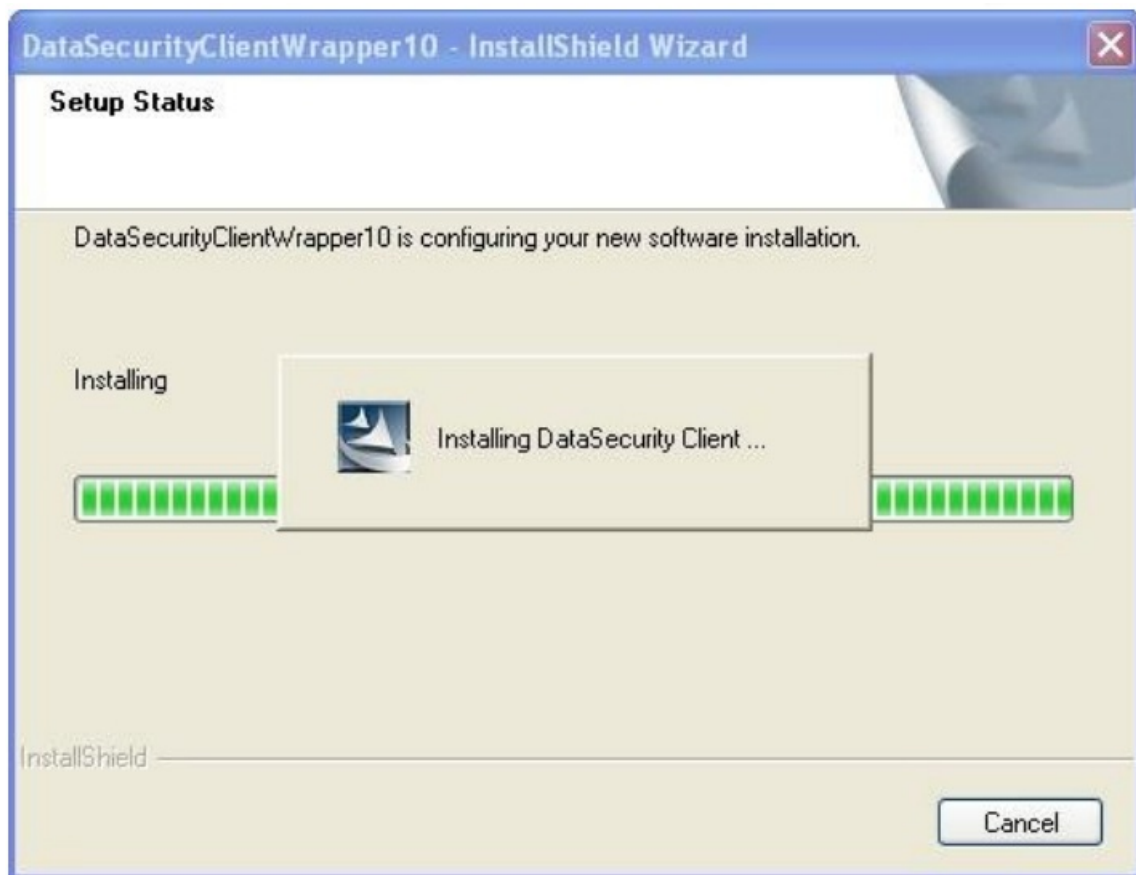 DataSecurityClientWrapper10 - InstallShield Wizard
Setup Status
DataSecurityClientWrapper10 is configuring your new software installation.
Installing
Installing DataSecurity Client ...
InstallShield
Cancel